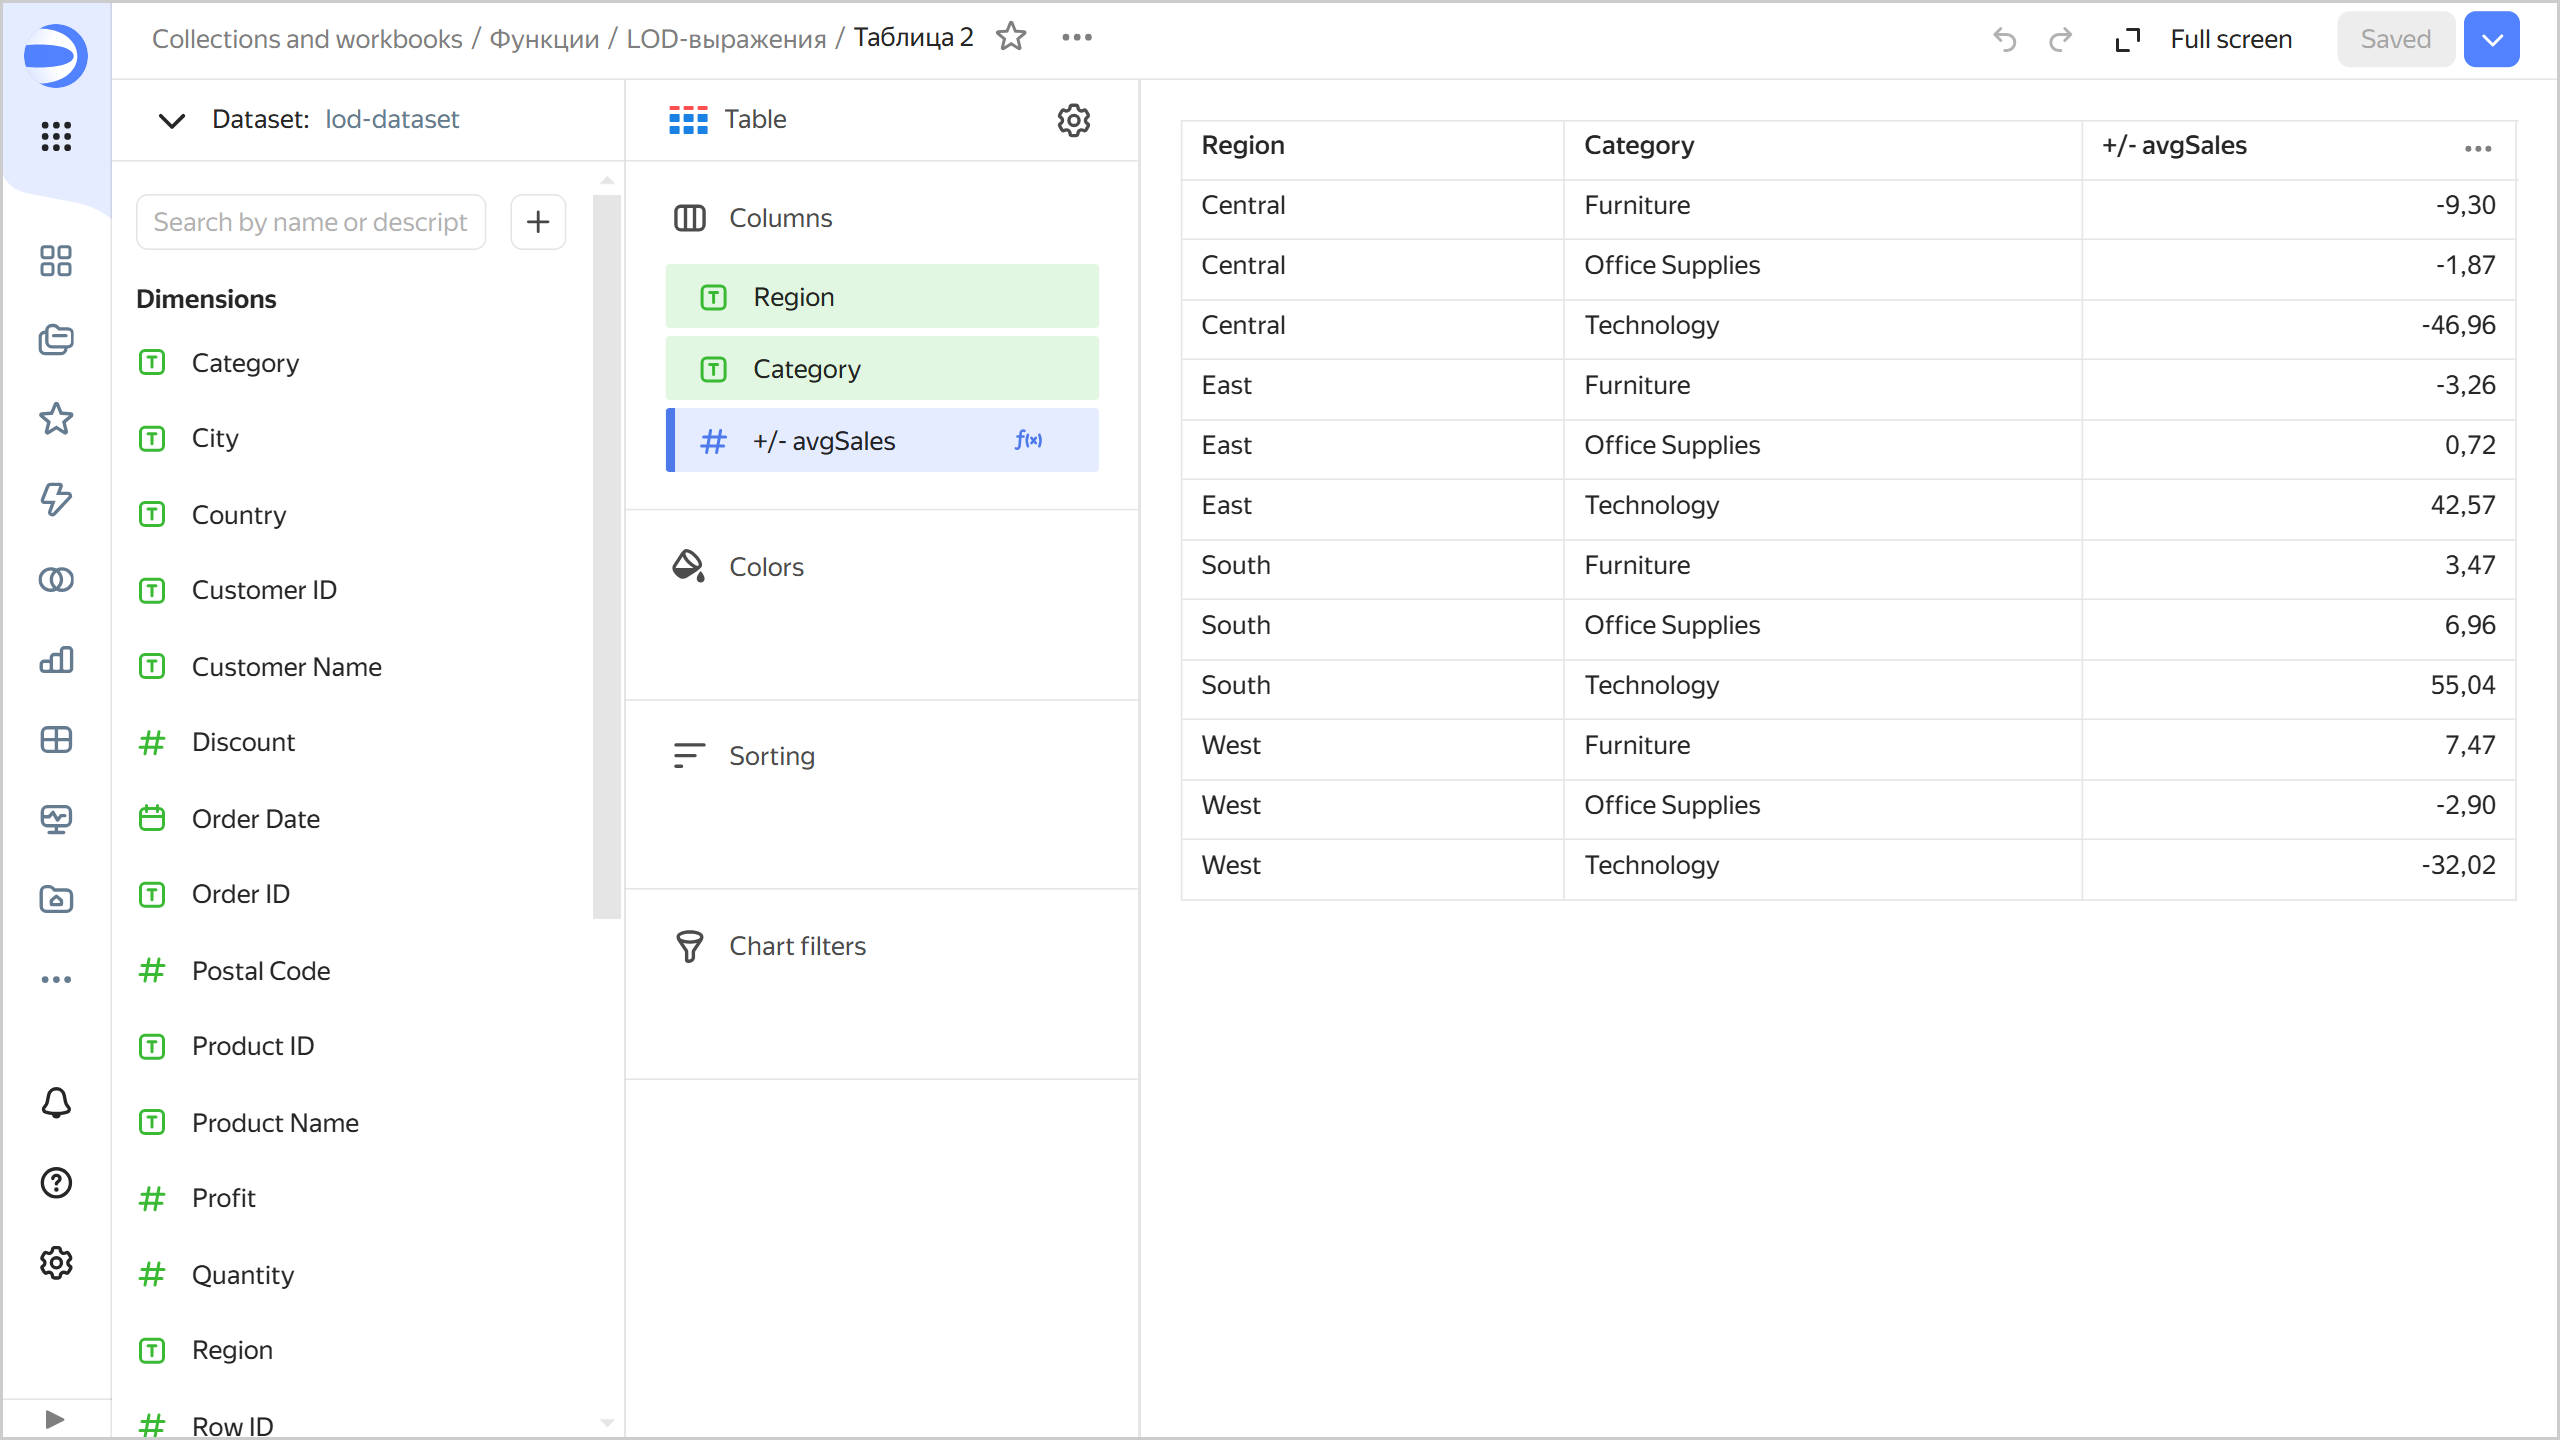 Collections and workbooks / Функции / LOD-выражения / Таблица 2
Full screen
Saved
Dataset: lod-dataset
Search by name or descript
Dimensions
Category
City
Country
Customer ID
Customer Name
Discount
Order Date
Order ID
Postal Code
Product ID
Product Name
Profit
Quantity
Region
Row ID
Table
Columns
Region
Category
+/- avgSales
Colors
Sorting
Chart filters
Region Category +/- avgSales
Central Furniture -9,30
Central Office Supplies -1,87
Central Technology -46,96
East Furniture -3,26
East Office Supplies 0,72
East Technology 42,57
South Furniture 3,47
South Office Supplies 6,96
South Technology 55,04
West Furniture 7,47
West Office Supplies -2,90
West Technology -32,02